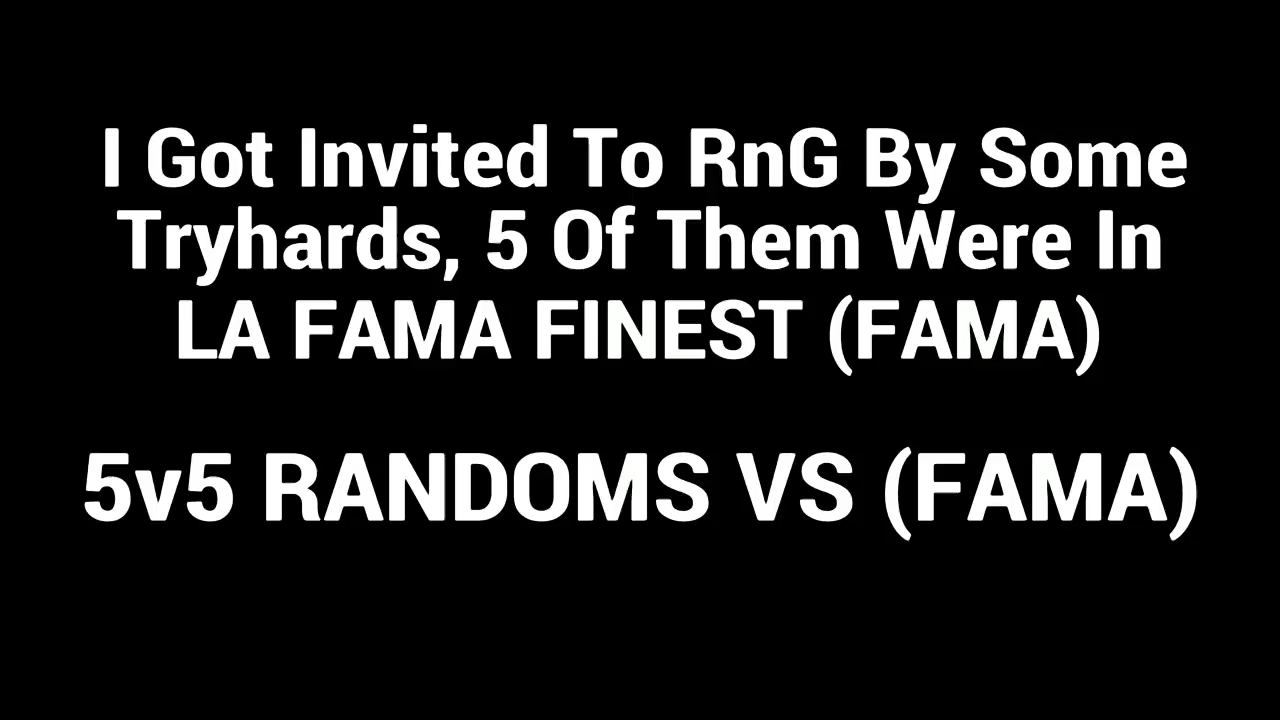 I Got Invited To RnG By Some
Tryhards, 5 Of Them Were In
LA FAMA FINEST (FAMA)
5v5 RANDOMS VS (FAMA)